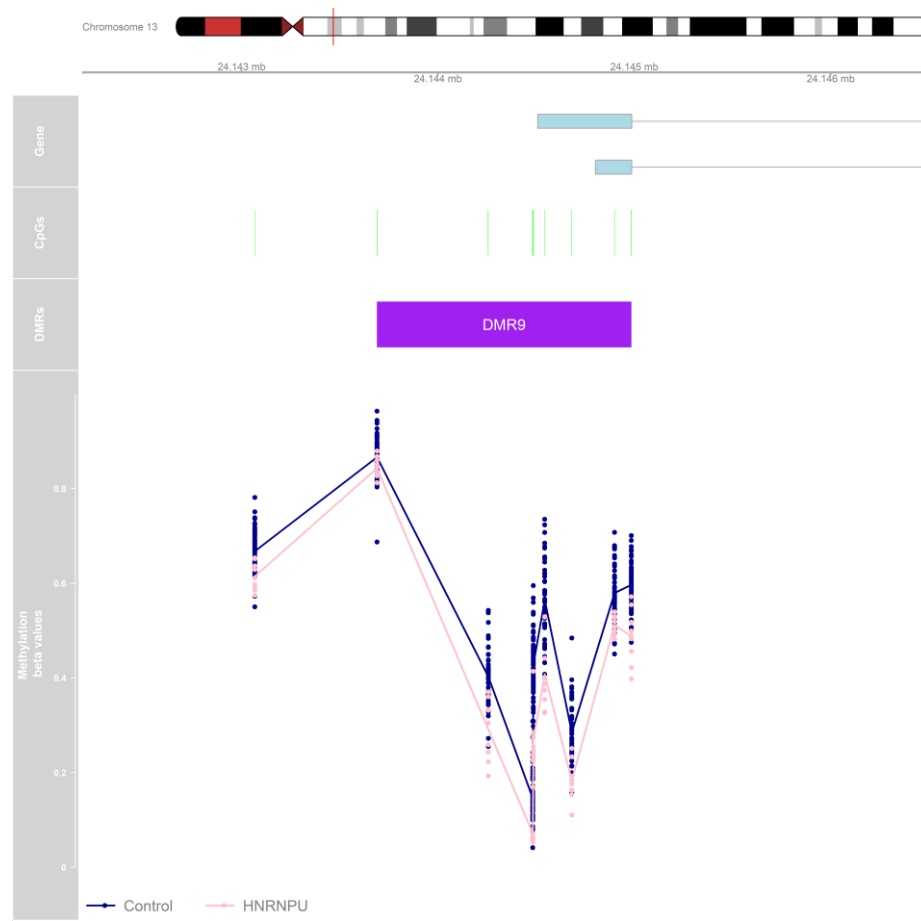 Chromosome 13
24.143 mb
24.144 mb
24.145 mb
24.146 mb
Gene
CpGs
DMRs
DMR9
Methylation
beta values
0.8
0.6
0.4
0.2
0
Control
HNRNPU